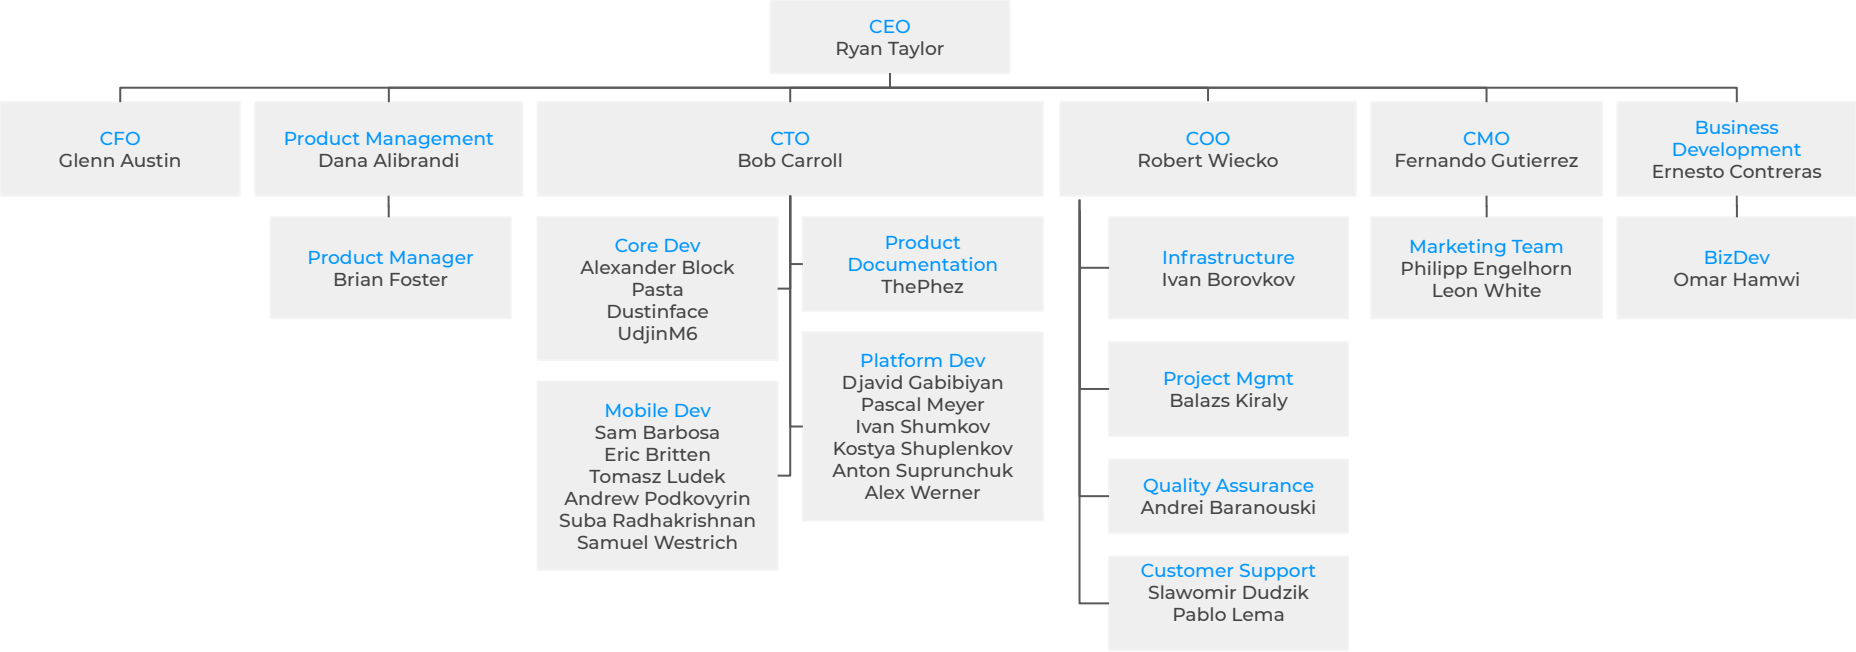 CEO
Ryan Taylor
CFO
Glenn Austin
Product Management
Dana Alibrandi
CTO
Bob Carroll
COO
Robert Wiecko
CMO
Fernando Gutierrez
Business
Development
Ernesto Contreras
Product Manager
Brian Foster
Core Dev
Alexander Block
Pasta
Dustinface
UdjinM6
Product
Documentation
ThePhez
Infrastructure
Ivan Borovkov
Marketing Team
Philipp Engelhorn
Leon White
BizDev
Omar Hamwi
Mobile Dev
Sam Barbosa
Eric Britten
Tomasz Ludek
Andrew Podkovyrin
Suba Radhakrishnan
Samuel Westrich
Platform Dev
Djavid Gabibiyan
Pascal Meyer
Ivan Shumkov
Kostya Shuplenkov
Anton Suprunchuk
Alex Werner
Project Mgmt
Balazs Kiraly
Quality Assurance
Andrei Baranouski
Customer Support
Slawomir Dudzik
Pablo Lema